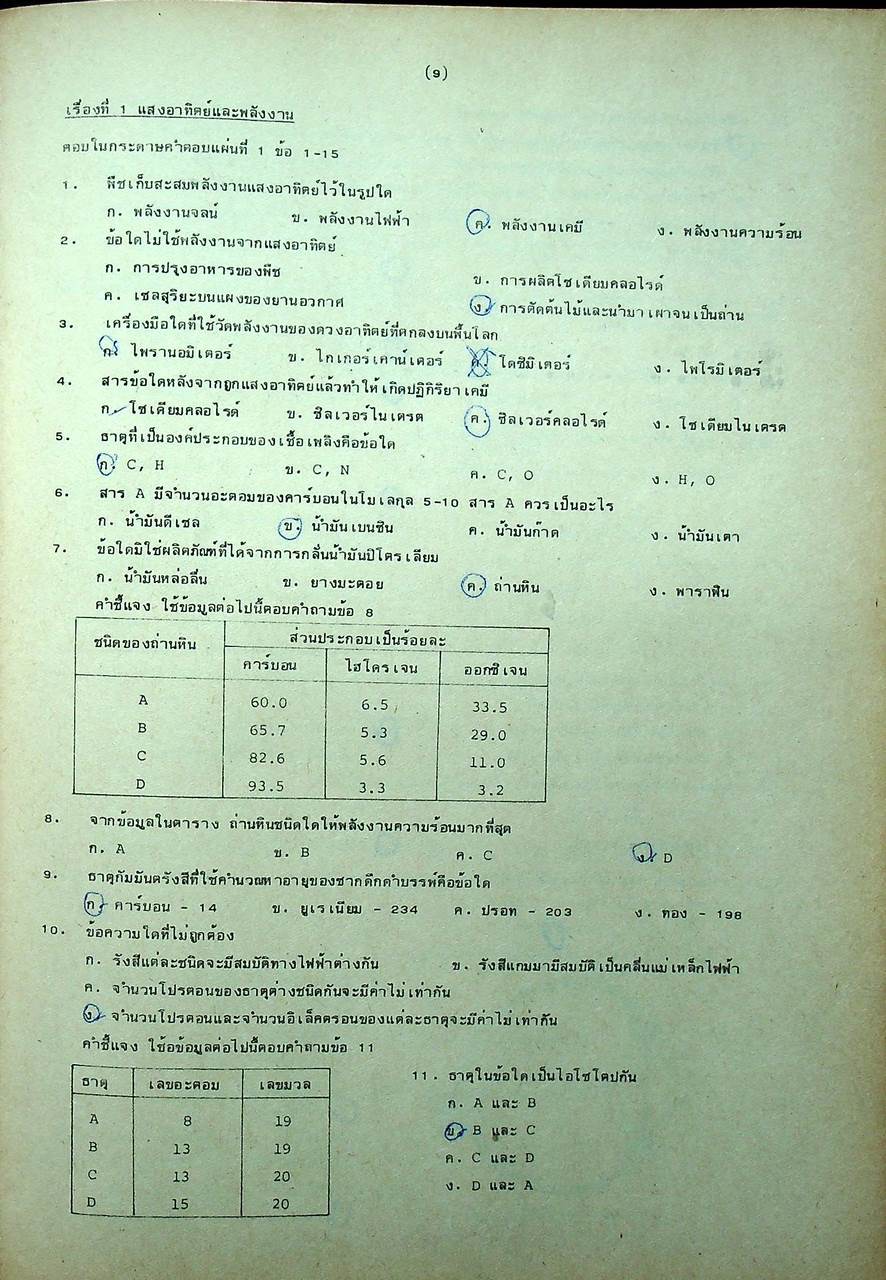 (9)
เรื่องที่ 1 แสงอาทิตย์และพลังงาน
ตอบในกระดาษคำตอบแผ่นที่ 1 ข้อ 1-15
1. พืชเก็บสะสมพลังงานแสงอาทิตย์ไว้ในรูปใด
ก. พลังงานจลน์ ข. พลังงานไฟฟ้า ค. พลังงานเคมี ง. พลังงานความร้อน
2. ข้อใดไม่ใช้พลังงานจากแสงอาทิตย์
ก. การปรุงอาหารของพืช ข. การผลิตโซเดียมคลอไรด์
ค. เซลสุริยะบนแผงของยานอวกาศ ง. การตัดต้นไม้และนำมาเผาจนเป็นถ่าน
3. เครื่องมือใดที่ใช้วัดพลังงานของดวงอาทิตย์ที่ตกลงบนพื้นโลก
ก. ไพรานอมิเตอร์ ข. ไกเกอร์เคาน์เตอร์ ค. โดซิมิเตอร์ ง. ไพโรมิเตอร์
4. สารข้อใดหลังจากถูกแสงอาทิตย์แล้วทำให้เกิดปฏิกิริยาเคมี
ก. โซเดียมคลอไรด์ ข. ซิลเวอร์ไนเตรต ค. ซิลเวอร์คลอไรด์ ง. โซเดียมไนเตรต
5. ธาตุที่เป็นองค์ประกอบของเชื้อเพลิงคือข้อใด
ก. C, H ข. C, N ค. C, O ง. H, O
6. สาร A มีจำนวนอะตอมของคาร์บอนในโมเลกุล 5-10 สาร A ควรเป็นอะไร
ก. น้ำมันดีเซล ข. น้ำมันเบนซิน ค. น้ำมันก๊าด ง. น้ำมันเตา
7. ข้อใดมิใช่ผลิตภัณฑ์ที่ได้จากการกลั่นน้ำมันปิโตรเลียม
ก. น้ำมันหล่อลื่น ข. ยางมะตอย ค. ถ่านหิน ง. พาราฟิน
คำชี้แจง ใช้ข้อมูลต่อไปนี้ตอบคำถามข้อ 8
ชนิดของถ่านหิน ส่วนประกอบเป็นร้อยละ
คาร์บอน ไฮโดรเจน ออกซิเจน
A 60.0 6.5 33.5
B 65.7 5.3 29.0
C 82.6 5.6 11.0
D 93.5 3.3 3.2
8. จากข้อมูลในตาราง ถ่านหินชนิดใดให้พลังงานความร้อนมากที่สุด
ก. A ข. B ค. C ง. D
9. ธาตุกัมมันตรังสีที่ใช้คำนวณหาอายุของซากดึกดำบรรพ์คือข้อใด
ก. คาร์บอน - 14 ข. ยูเรเนียม - 234 ค. ปรอท - 203 ง. ทอง - 198
10. ข้อความใดที่ไม่ถูกต้อง
ก. รังสีแต่ละชนิดจะมีสมบัติทางไฟฟ้าต่างกัน ข. รังสีแกมมามีสมบัติเป็นคลื่นแม่เหล็กไฟฟ้า
ค. จำนวนโปรตอนของธาตุต่างชนิดกันจะมีค่าไม่เท่ากัน
ง. จำนวนโปรตอนและจำนวนอิเล็คตรอนของแต่ละธาตุจะมีค่าไม่เท่ากัน
คำชี้แจง ใช้อข้อมูลต่อไปนี้ตอบคำถามข้อ 11
ธาตุ เลขอะตอม เลขมวล
A 8 19
B 13 19
C 13 20
D 15 20
11. ธาตุในข้อใดเป็นไอโซโตปกัน
ก. A และ B
ข. B และ C
ค. C และ D
ง. D และ A